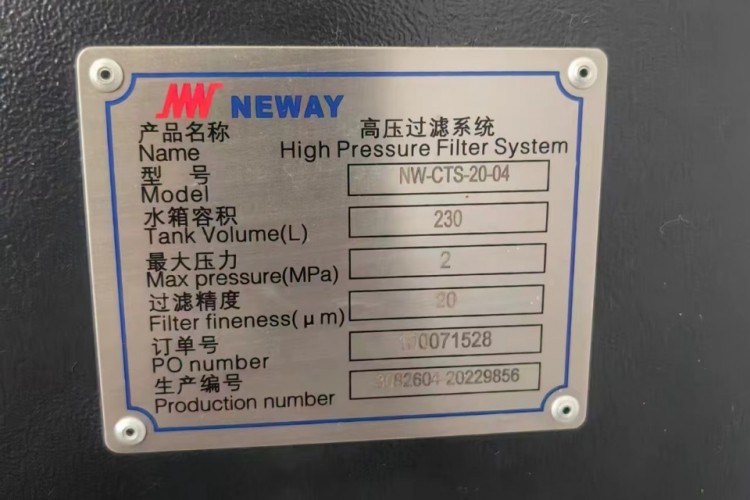 NW NEWAY
产品名称 高压过滤系统
Name High Pressure Filter System
型 号
Model NW-CTS-20-04
水箱容积
Tank Volume(L) 230
最大压力
Max pressure(MPa) 2
过滤精度
Filter fineness(μm) 20
订单号
PO number
生产编号
Production number